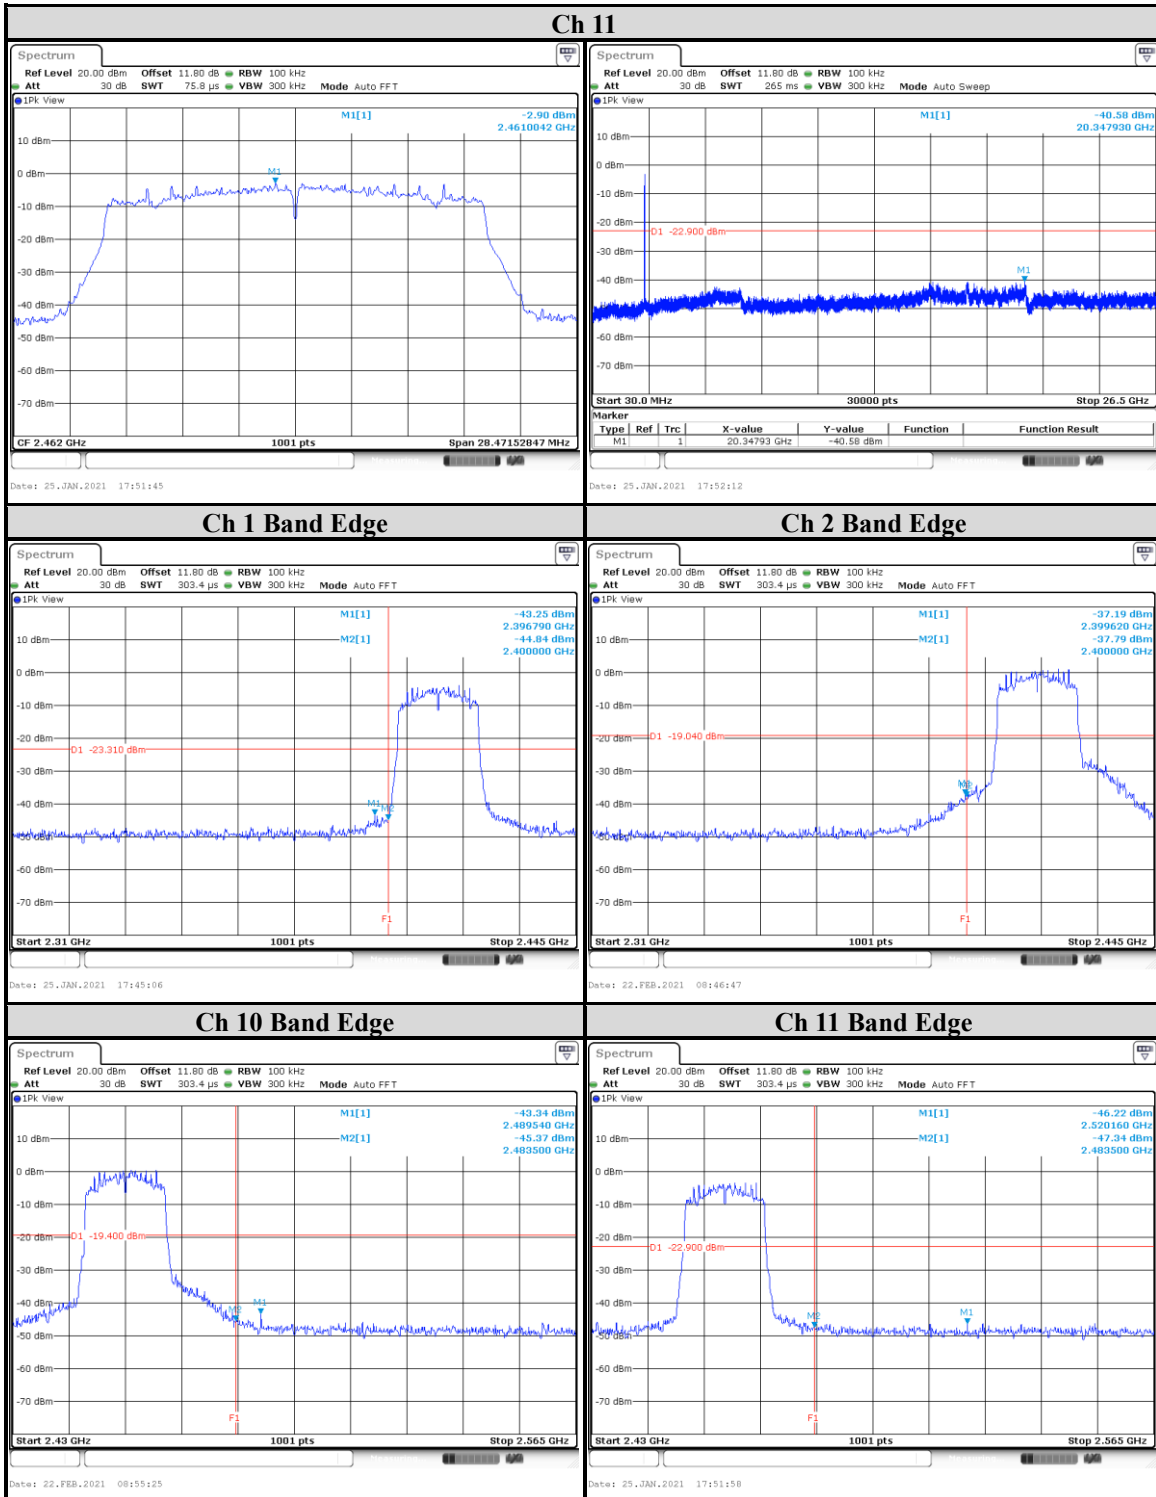 Ch 11
Spectrum
Ref Level 20.00 dBm Offset 11.80 dB RBW 100 kHz
Att 30 dB SWT 75.8 µs VBW 300 kHz Mode Auto FFT
1Pk View
M1[1] -2.90 dBm
2.4610042 GHz
10 dBm
0 dBm
M1
-10 dBm
-20 dBm
-30 dBm
-40 dBm
-50 dBm
-60 dBm
-70 dBm
CF 2.462 GHz 1001 pts Span 28.47152847 MHz
Date: 25.JAN.2021 17:51:45
Spectrum
Ref Level 20.00 dBm Offset 11.80 dB RBW 100 kHz
Att 30 dB SWT 265 ms VBW 300 kHz Mode Auto Sweep
1Pk View
M1[1] -40.58 dBm
20.347930 GHz
10 dBm
0 dBm
-10 dBm
-20 dBm
D1 -22.900 dBm
-30 dBm
M1
-40 dBm
-60 dBm
-70 dBm
Start 30.0 MHz 30000 pts Stop 26.5 GHz
Marker
Type Ref Trc X-value Y-value Function Function Result
M1 1 20.34793 GHz -40.58 dBm
Date: 25.JAN.2021 17:52:12
Ch 1 Band Edge
Spectrum
Ref Level 20.00 dBm Offset 11.80 dB RBW 100 kHz
Att 30 dB SWT 303.4 µs VBW 300 kHz Mode Auto FFT
1Pk View
M1[1] -43.25 dBm
2.396790 GHz
10 dBm M2[1] -44.84 dBm
2.400000 GHz
0 dBm
-10 dBm
-20 dBm
D1 -23.310 dBm
-30 dBm
-40 dBm
M1 M2
-50 dBm
-60 dBm
-70 dBm
F1
Start 2.31 GHz 1001 pts Stop 2.445 GHz
Date: 25.JAN.2021 17:45:06
Ch 2 Band Edge
Spectrum
Ref Level 20.00 dBm Offset 11.80 dB RBW 100 kHz
Att 30 dB SWT 303.4 µs VBW 300 kHz Mode Auto FFT
1Pk View
M1[1] -37.19 dBm
2.399620 GHz
10 dBm M2[1] -37.79 dBm
2.400000 GHz
0 dBm
-10 dBm
-20 dBm D1 -19.040 dBm
-30 dBm
-40 dBm
-50 dBm
-60 dBm
-70 dBm
F1
Start 2.31 GHz 1001 pts Stop 2.445 GHz
Date: 22.FEB.2021 08:46:47
Ch 10 Band Edge
Spectrum
Ref Level 20.00 dBm Offset 11.80 dB RBW 100 kHz
Att 30 dB SWT 303.4 µs VBW 300 kHz Mode Auto FFT
1Pk View
M1[1] -43.34 dBm
2.489540 GHz
10 dBm M2[1] -45.37 dBm
2.483500 GHz
0 dBm
-10 dBm
-20 dBm D1 -19.400 dBm
-30 dBm
-40 dBm
M2 M1
-50 dBm
-60 dBm
-70 dBm
F1
Start 2.43 GHz 1001 pts Stop 2.565 GHz
Date: 22.FEB.2021 08:55:25
Ch 11 Band Edge
Spectrum
Ref Level 20.00 dBm Offset 11.80 dB RBW 100 kHz
Att 30 dB SWT 303.4 µs VBW 300 kHz Mode Auto FFT
1Pk View
M1[1] -46.22 dBm
2.520160 GHz
10 dBm M2[1] -47.34 dBm
2.483500 GHz
0 dBm
-10 dBm
-20 dBm
D1 -22.900 dBm
-30 dBm
-40 dBm
M2 M1
-50 dBm
-60 dBm
-70 dBm
F1
Start 2.43 GHz 1001 pts Stop 2.565 GHz
Date: 25.JAN.2021 17:51:58